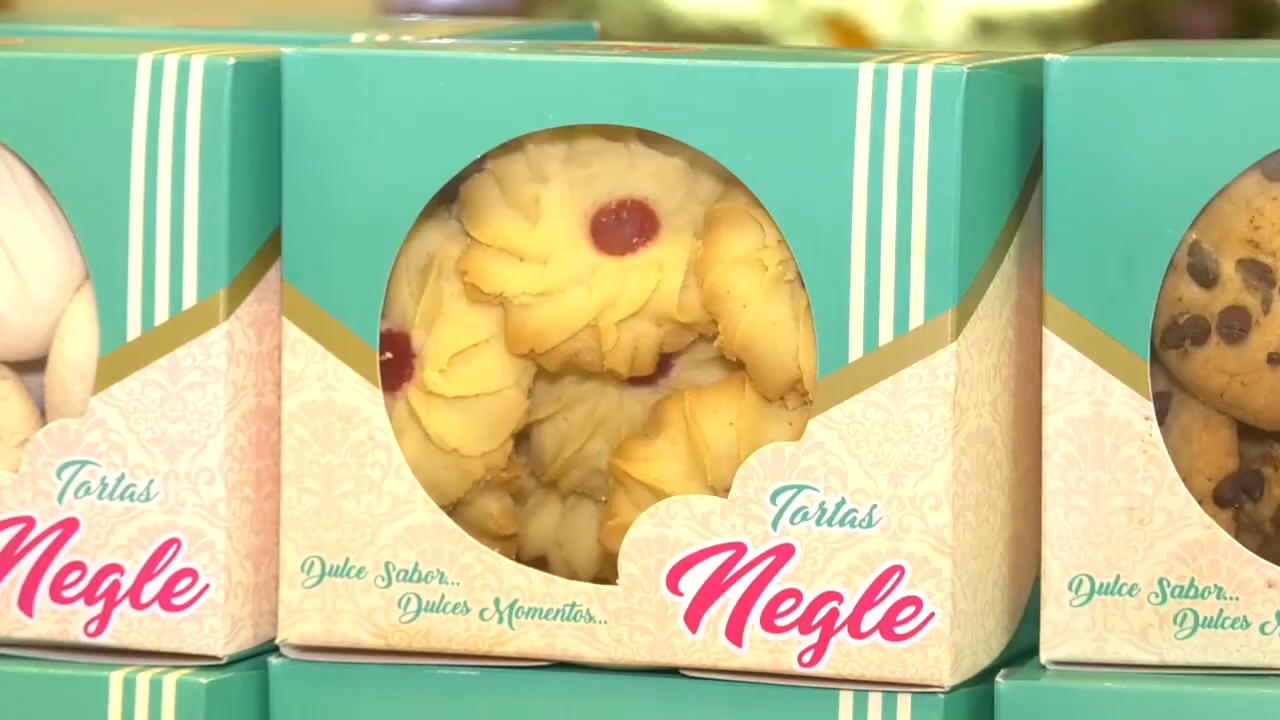 Tortas
Negle
Dulce Sabor...
Dulces Momentos...
Tortas
Negle
Dulce Sabor...
Dulces